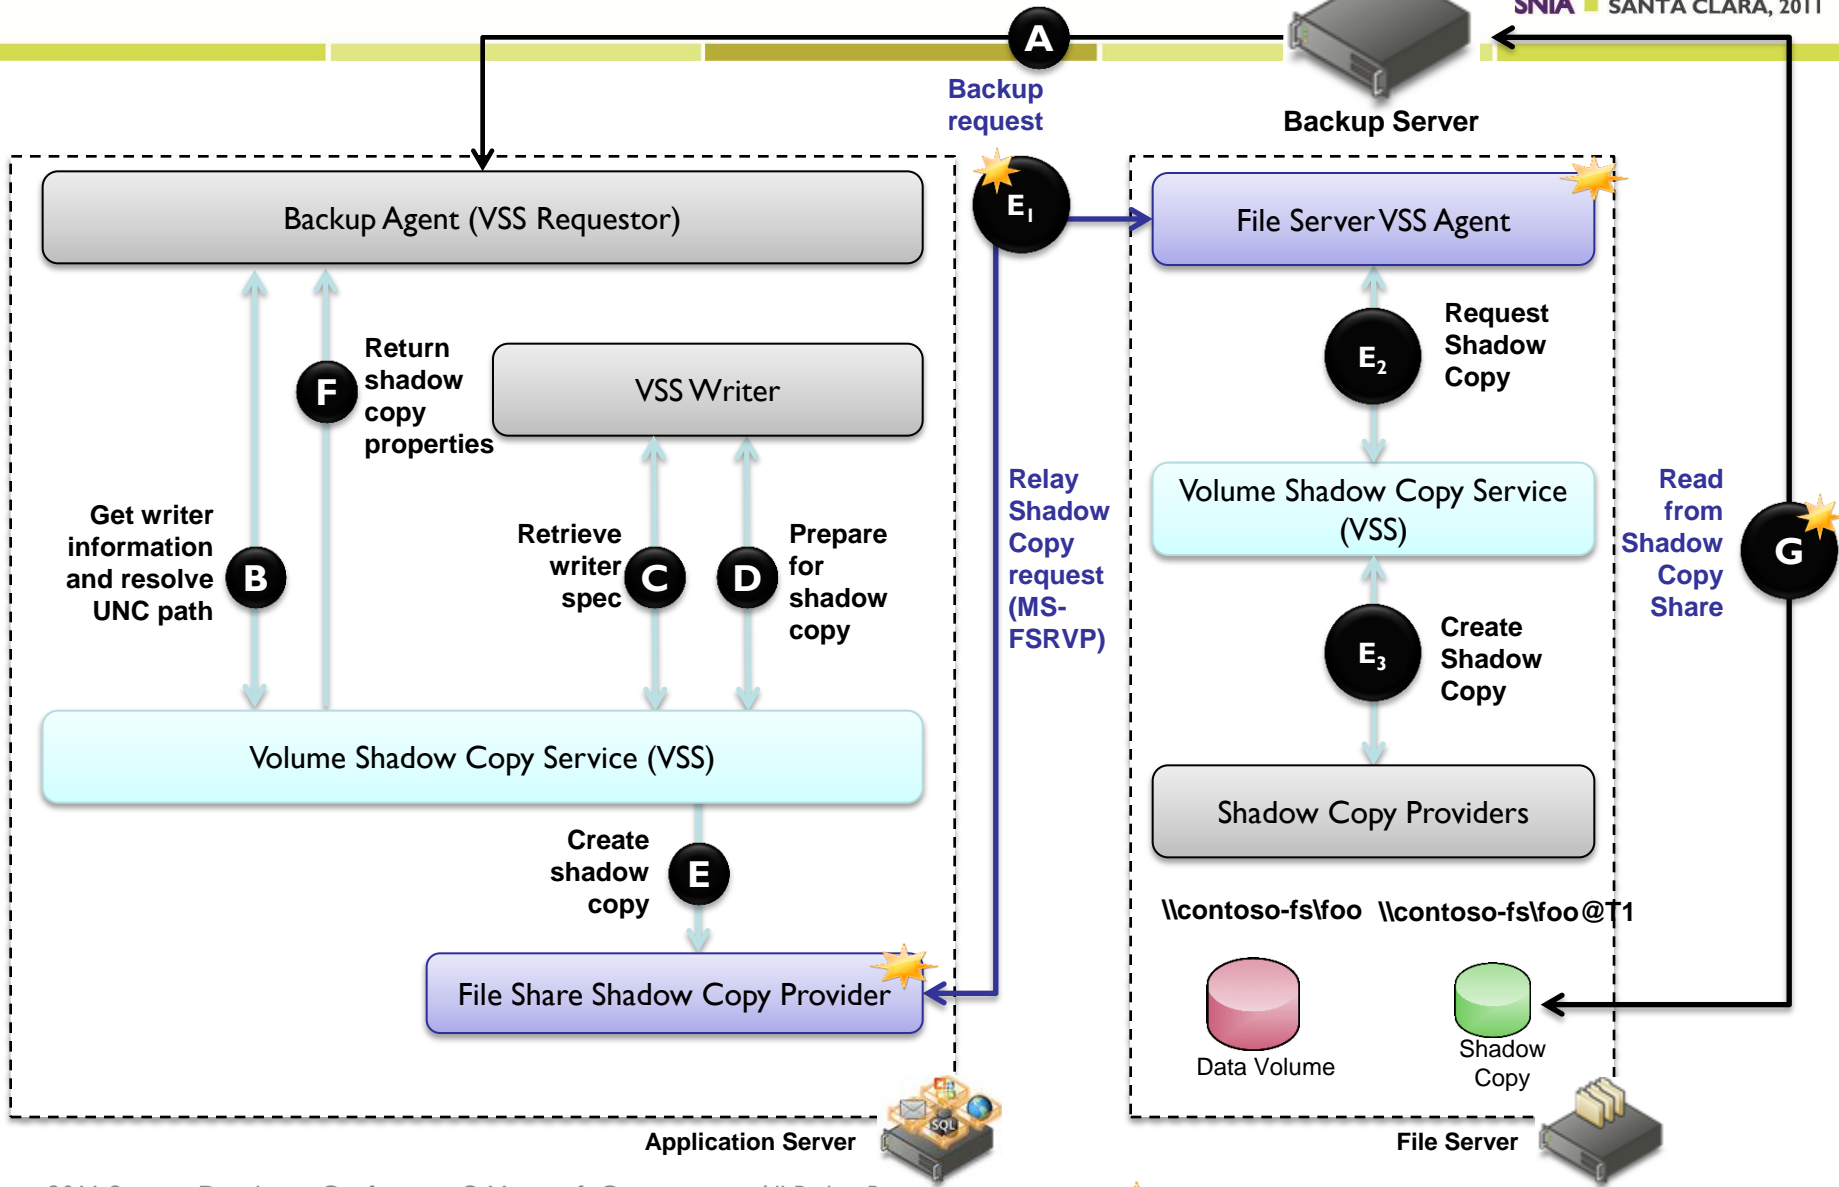 SNIA SANTA CLARA, 2011
A
Backup
request
Backup Server
Backup Agent (VSS Requestor)
E1
File Server VSS Agent
F
Return
shadow
copy
properties
VSS Writer
E2
Request
Shadow
Copy
Get writer
information
and resolve
UNC path
B
Retrieve
writer
spec
C
D
Prepare
for
shadow
copy
Relay
Shadow
Copy
request
(MS-
FSRVP)
Volume Shadow Copy Service
(VSS)
Read
from
Shadow
Copy
Share
G
E3
Create
Shadow
Copy
Volume Shadow Copy Service (VSS)
Shadow Copy Providers
Create
shadow
copy
E
\\contoso-fs\foo
\\contoso-fs\foo@T1
File Share Shadow Copy Provider
Data Volume
Shadow
Copy
SQL
Application Server
File Server